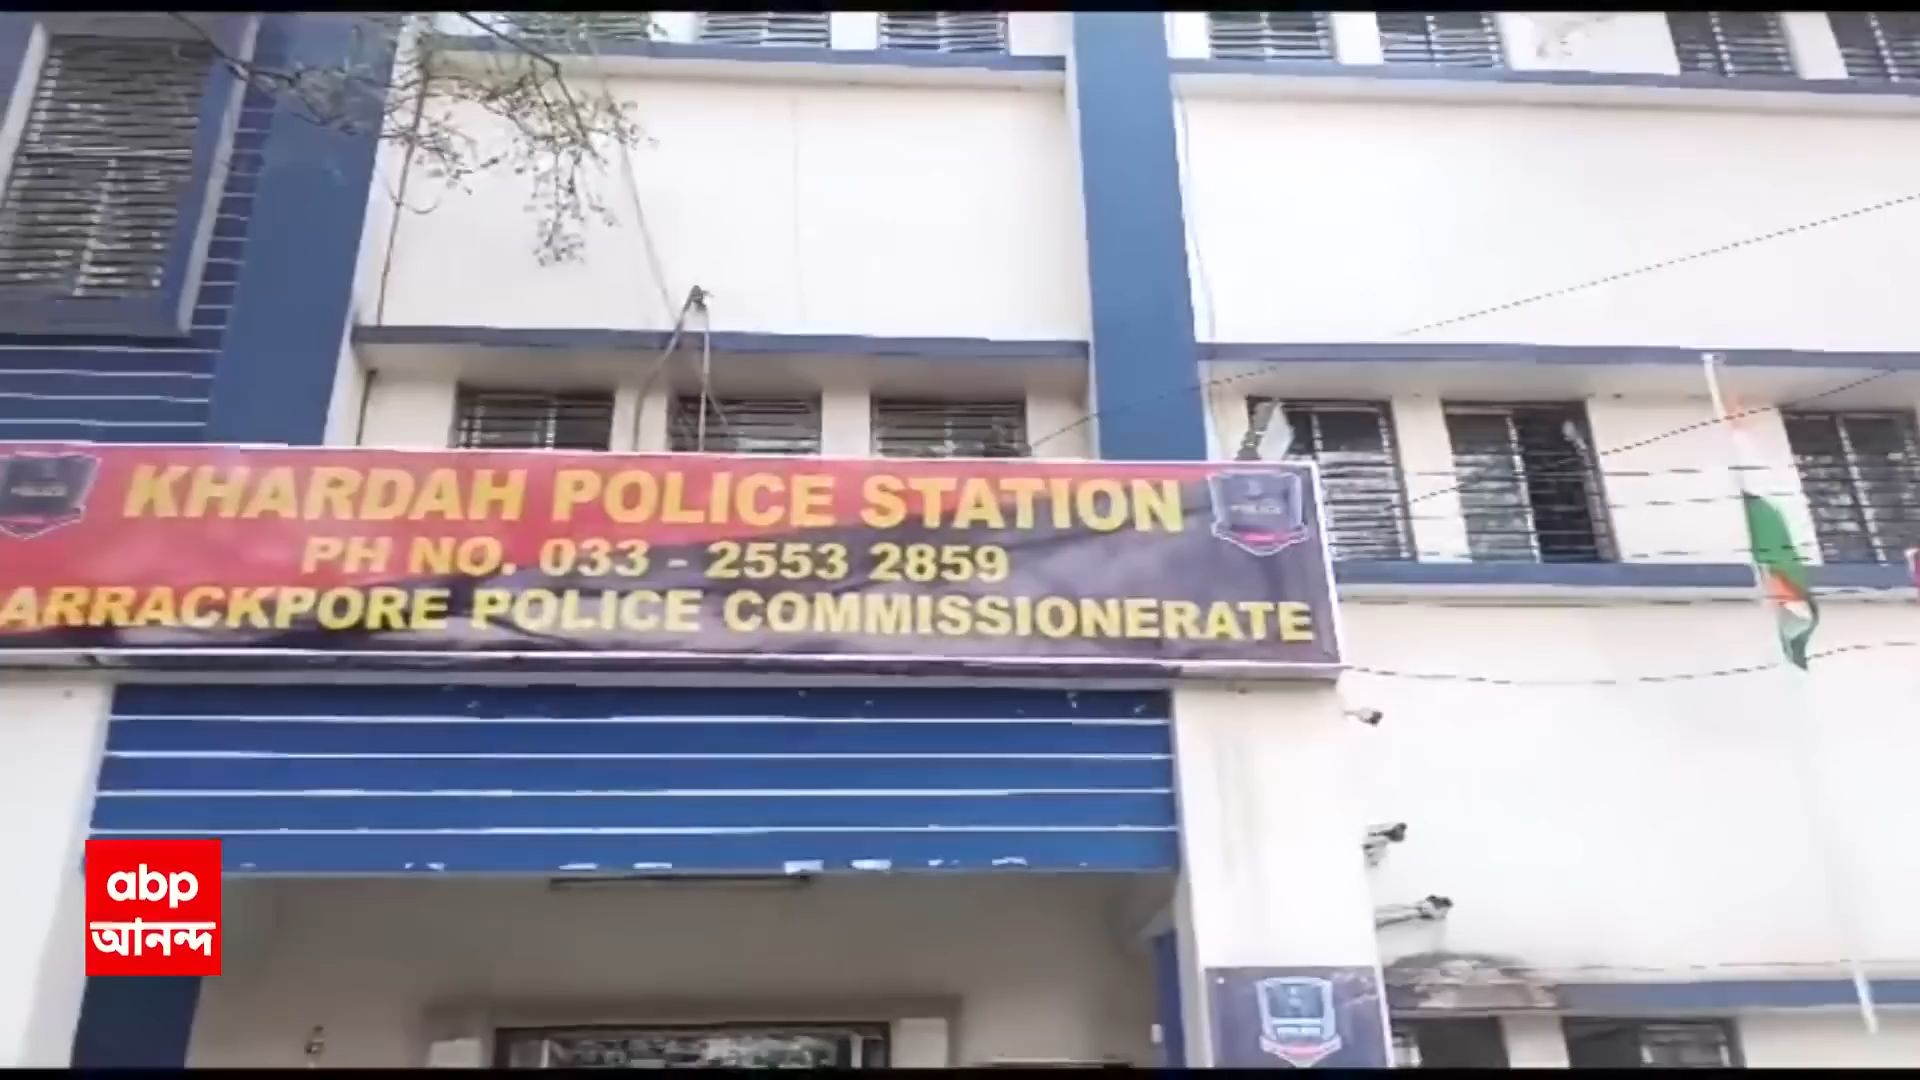 KHARDAH POLICE STATION
PH NO. 033 - 2553 2859
ARRACKPORE POLICE COMMISSIONERATE
abp
আনন্দ